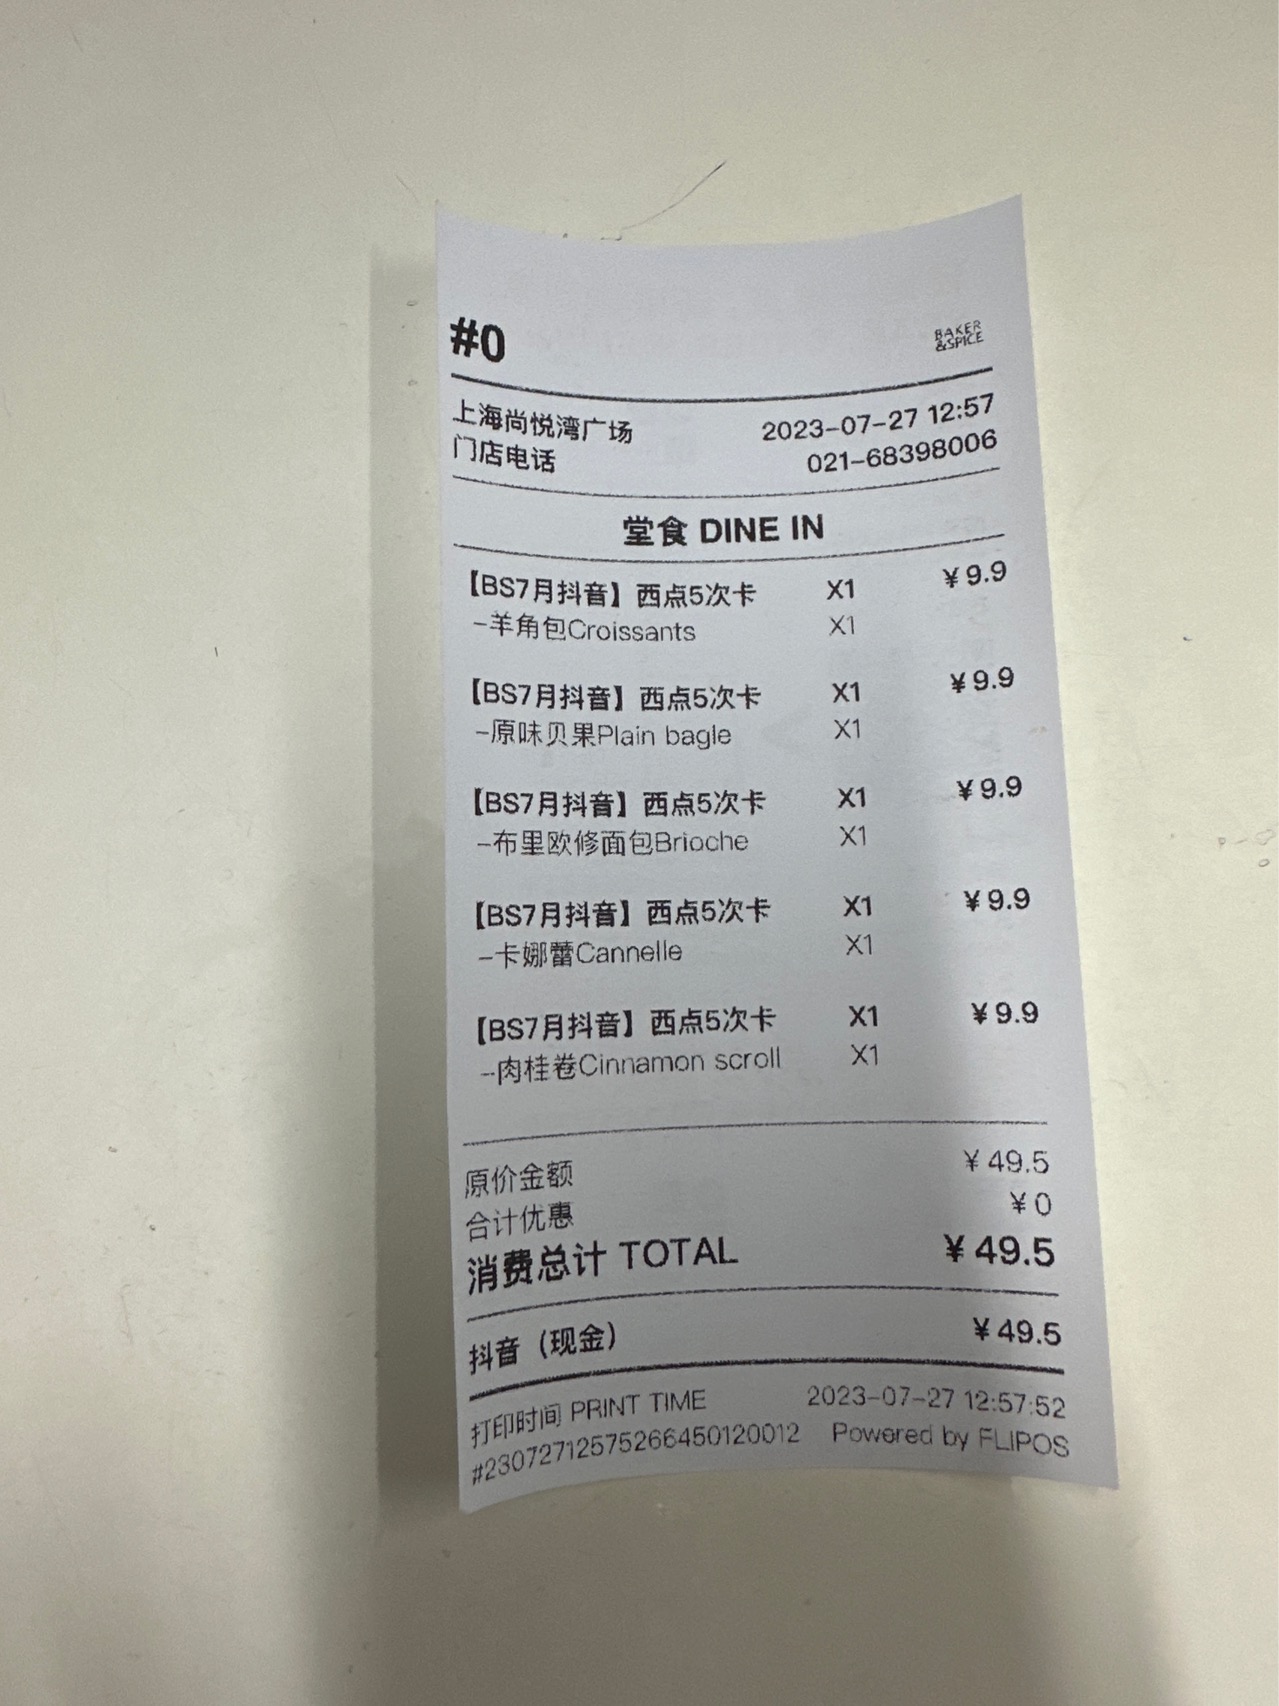 #0
BAKER
&SPICE
上海尚悦湾广场 2023-07-27 12:57
门店电话 021-68398006
堂食 DINE IN
【BS7月抖音】西点5次卡 X1 ¥9.9
-羊角包Croissants X1
【BS7月抖音】西点5次卡 X1 ¥9.9
-原味贝果Plain bagle X1
【BS7月抖音】西点5次卡 X1 ¥9.9
-布里欧修面包Brioche X1
【BS7月抖音】西点5次卡 X1 ¥9.9
-卡娜蕾Cannelle X1
【BS7月抖音】西点5次卡 X1 ¥9.9
-肉桂卷Cinnamon scroll X1
原价金额 ¥49.5
合计优惠 ¥0
消费总计 TOTAL ¥49.5
抖音（现金） ¥49.5
打印时间 PRINT TIME 2023-07-27 12:57:52
#23072712575266450120012 Powered by FLIPOS